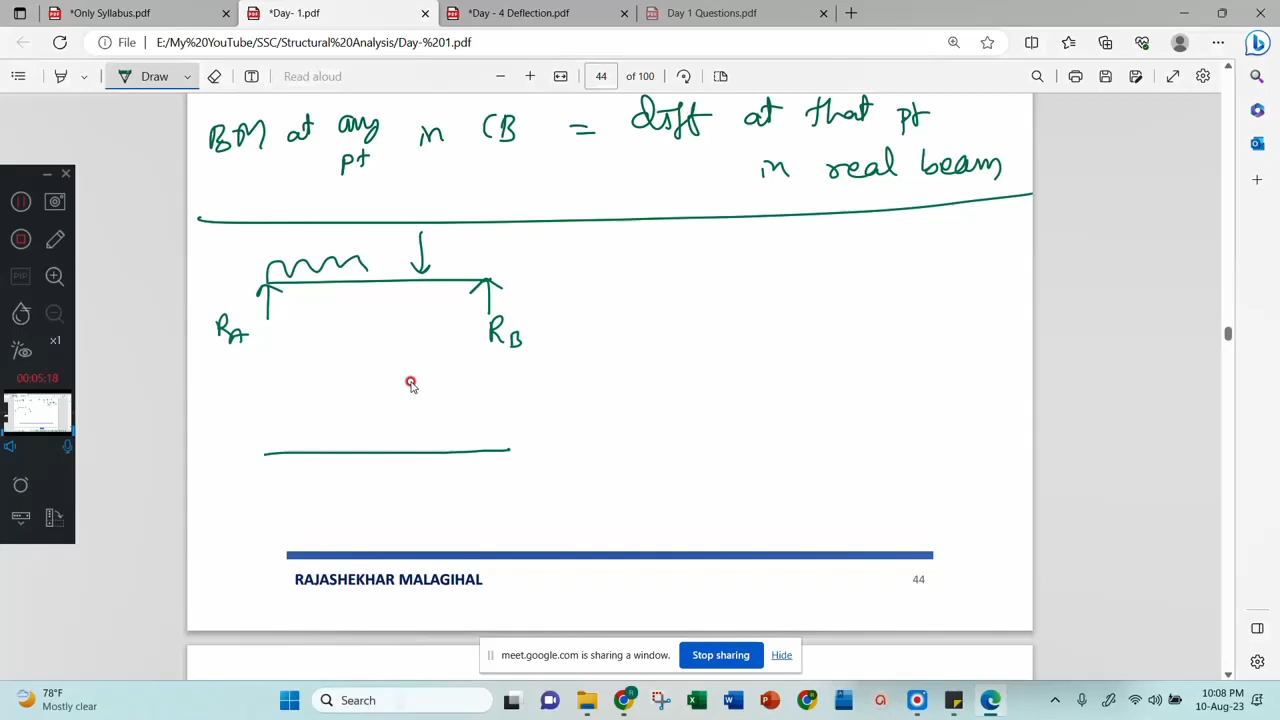 *Only Syllabus.pdf
*Day- 1.pdf
*Day - 4 Deflection.pdf
Day 1 Questions.pdf
File
E:/My%20YouTube/SSC/Structural%20Analysis/Day-%201.pdf
Draw
Read aloud
44 of 100
BM at any pt in CB = diff at that pt
in real beam
RA
RB
PIP
x1
00:05:18
RAJASHEKHAR MALAGIHAL
44
meet.google.com is sharing a window.
Stop sharing
Hide
78°F
Mostly clear
Search
10:08 PM
10-Aug-23